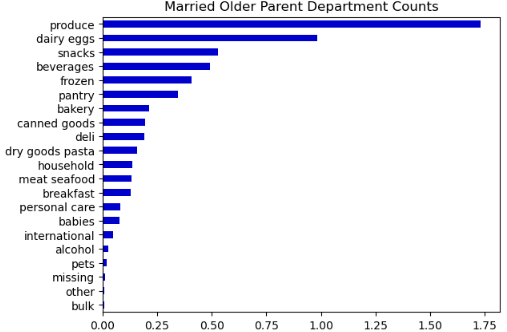 Married Older Parent Department Counts
produce
dairy eggs
snacks
beverages
frozen
pantry
bakery
canned goods
deli
dry goods pasta
household
meat seafood
breakfast
personal care
babies
international
alcohol
pets
missing
other
bulk
0.00 0.25 0.50 0.75 1.00 1.25 1.50 1.75